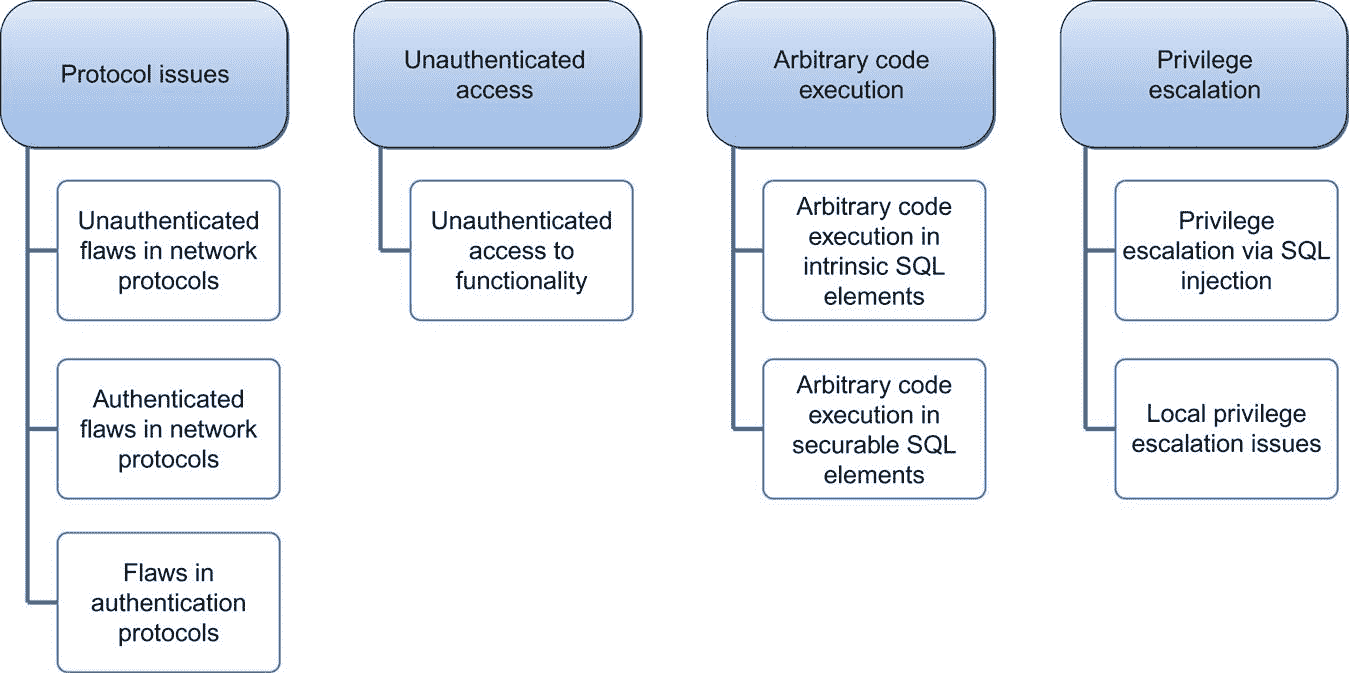 Protocol issues
Unauthenticated
flaws in network
protocols
Authenticated
flaws in network
protocols
Flaws in
authentication
protocols
Unauthenticated
access
Unauthenticated
access to
functionality
Arbitrary code
execution
Arbitrary code
execution in
intrinsic SQL
elements
Arbitrary code
execution in
securable SQL
elements
Privilege
escalation
Privilege
escalation via SQL
injection
Local privilege
escalation issues